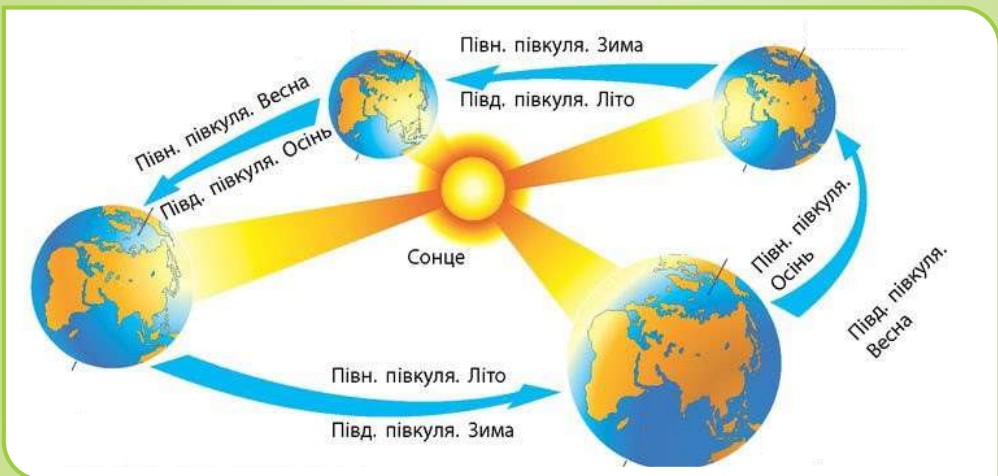 Півн. півкуля. Зима
Півд. півкуля. Літо
Півн. півкуля. Весна
Півд. півкуля. Осінь
Сонце
Півн. півкуля.
Осінь
Півд. півкуля.
Весна
Півн. півкуля. Літо
Півд. півкуля. Зима